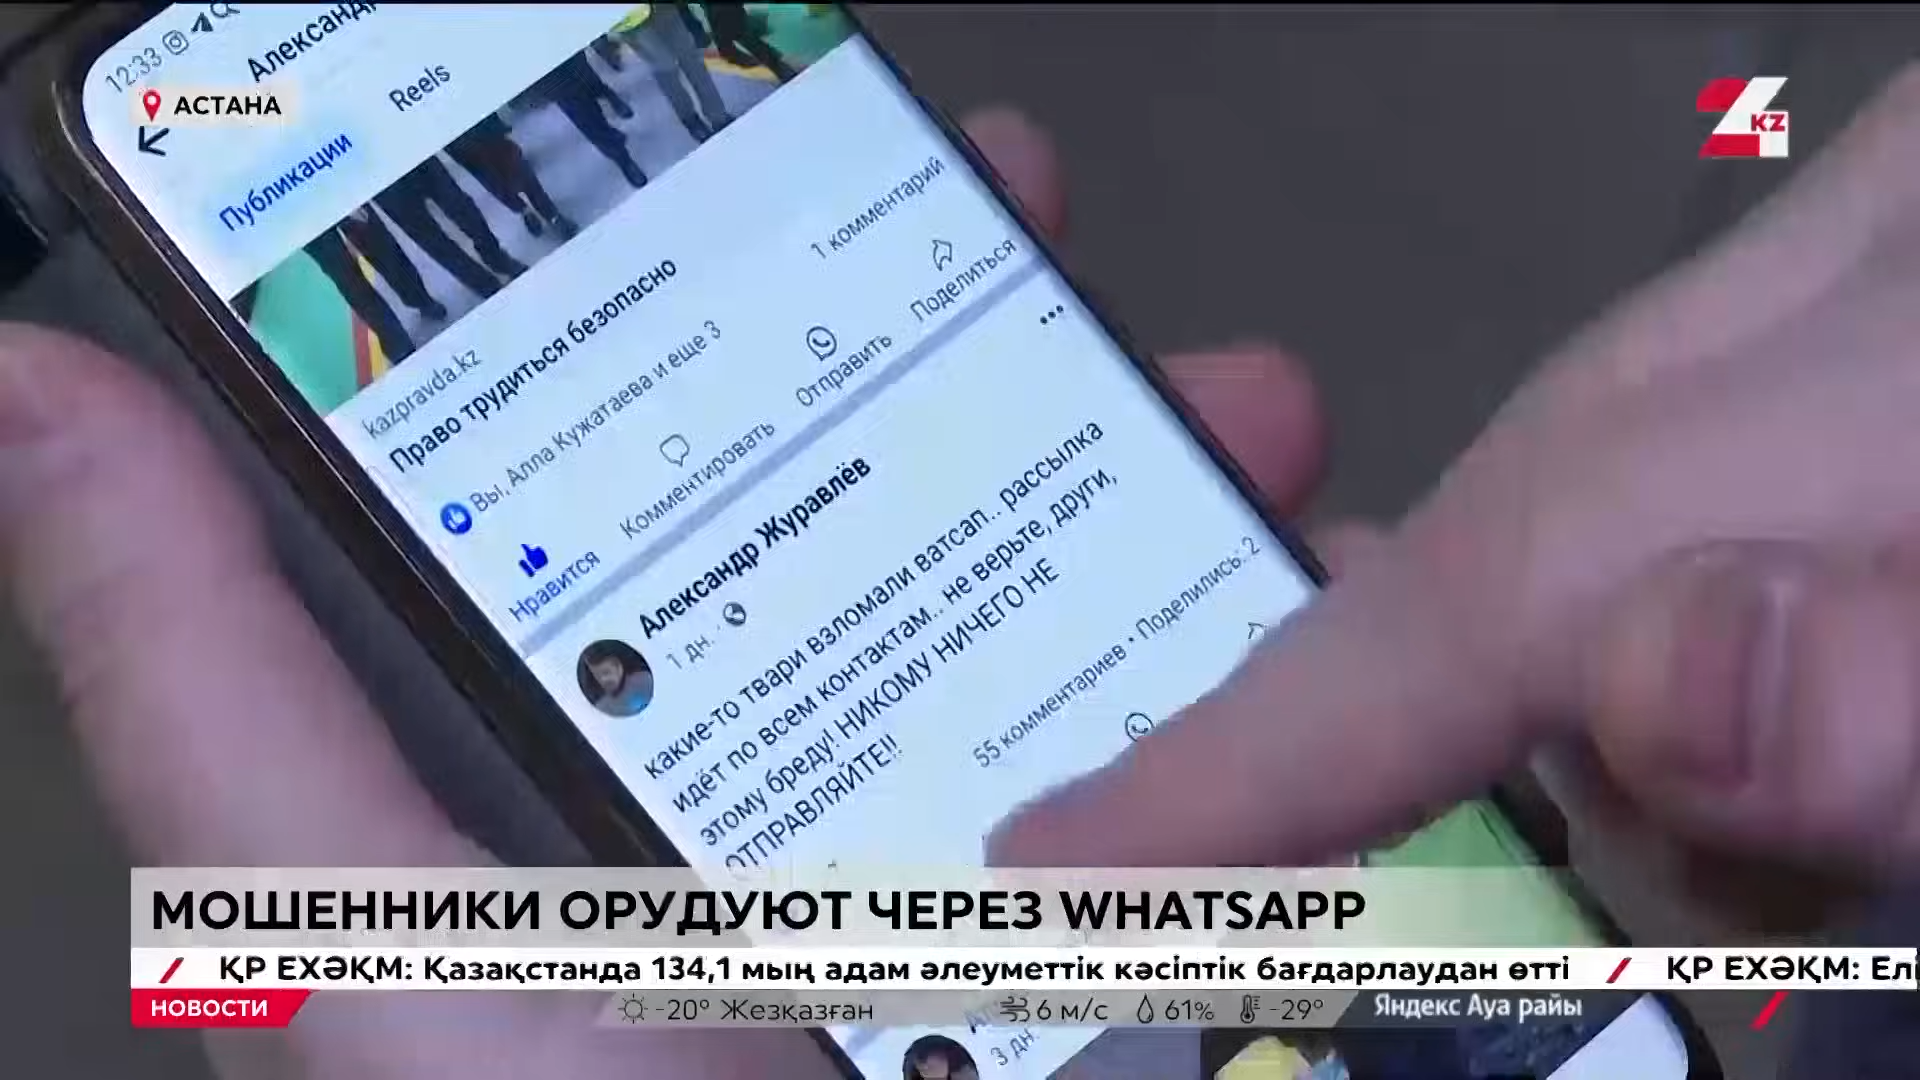 12:33
Александр
АСТАНА
Публикации
Reels
24 KZ
kazpravda.kz
Право трудиться безопасно
Вы, Алла Кужатаева и еще 3
1 комментарий
Нравится
Комментировать
Отправить
Поделиться
Александр Журавлёв
1 дн.
какие-то твари взломали ватсап.. рассылка
идёт по всем контактам.. не верьте, други,
этому бреду! НИКОМУ НИЧЕГО НЕ
ОТПРАВЛЯЙТЕ!!
55 комментариев • Поделились: 2
МОШЕННИКИ ОРУДУЮТ ЧЕРЕЗ WHATSAPP
ҚР ЕХӘҚМ: Қазақстанда 134,1 мың адам әлеуметтік кәсіптік бағдарлаудан өтті / ҚР ЕХӘҚМ: Елі
НОВОСТИ
-20° Жезқазған 6 м/с 61% -29° Яндекс Ауа райы
3 дн.